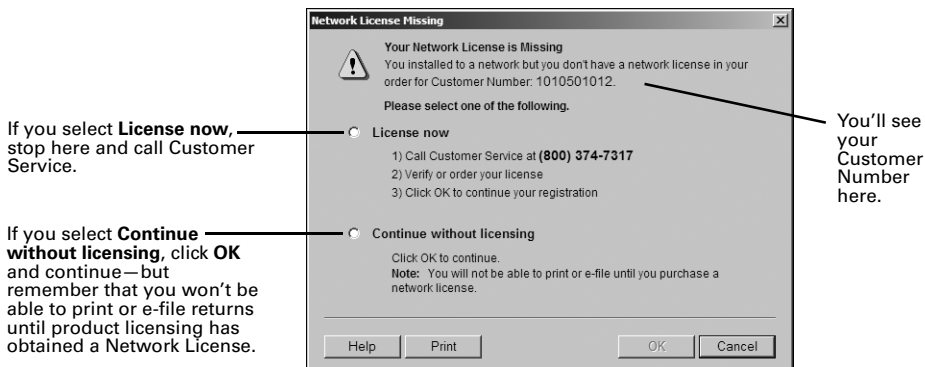 Network License Missing
Your Network License is Missing
You installed to a network but you don't have a network license in your
order for Customer Number: 1010501012.
Please select one of the following.
If you select License now,
stop here and call Customer
Service.
License now
1) Call Customer Service at (800) 374-7317
2) Verify or order your license
3) Click OK to continue your registration
You'll see
your
Customer
Number
here.
If you select Continue
without licensing, click OK
and continue—but
remember that you won't be
able to print or e-file returns
until product licensing has
obtained a Network License.
Continue without licensing
Click OK to continue.
Note: You will not be able to print or e-file until you purchase a
network license.
Help
Print
OK
Cancel